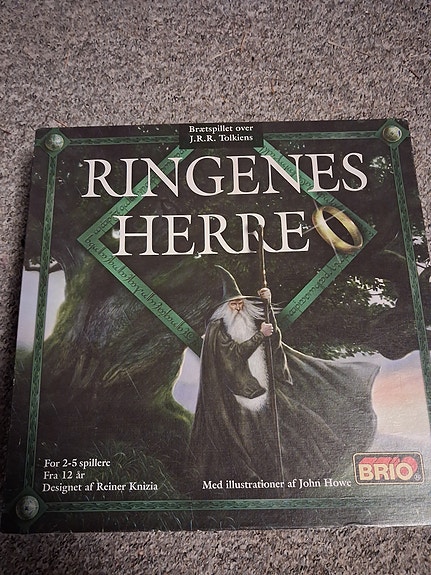 Brætspillet over
J.R.R. Tolkiens
RINGENES
HERRE
For 2-5 spillere
Fra 12 år
Designet af Reiner Knizia
Med illustrationer af John Howe
BRIO®